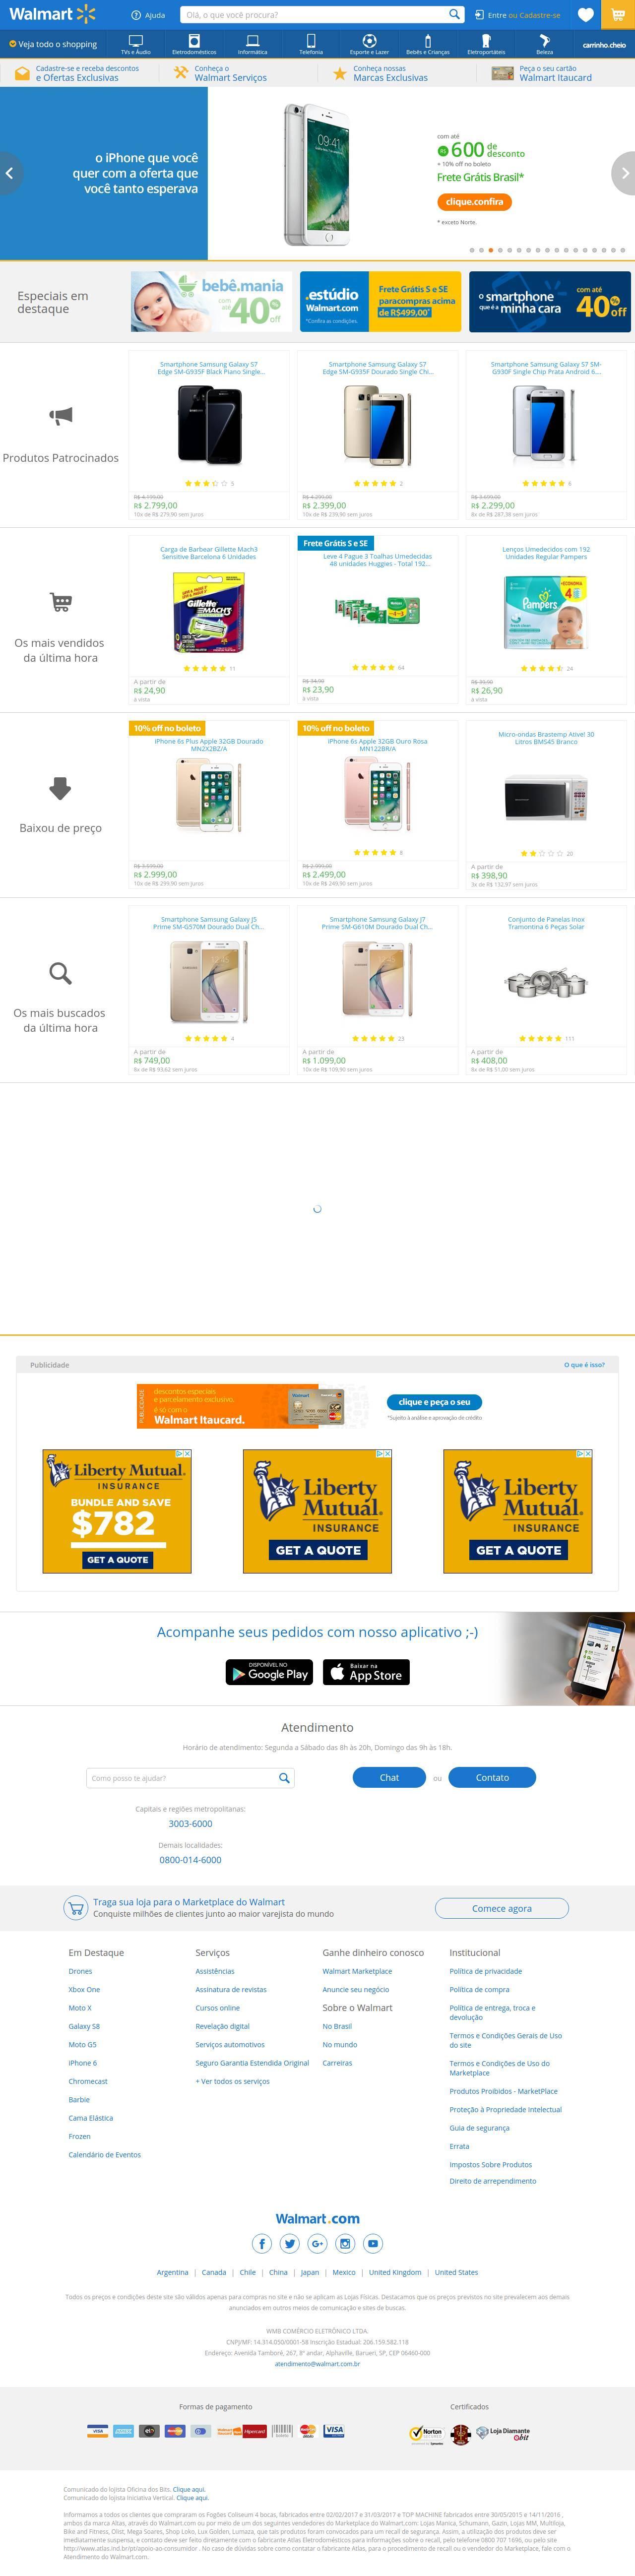 Walmart
Ajuda
Olá, o que você procura?
Entre ou Cadastre-se
Veja todo o shopping
TVs e Áudio
Eletrodomésticos
Informática
Telefonia
Esporte e Lazer
Bebês e Crianças
Eletroportáteis
Beleza
carrinho.cheio
Cadastre-se e receba descontos
e Ofertas Exclusivas
Conheça o
Walmart Serviços
Conheça nossas
Marcas Exclusivas
Peça o seu cartão
Walmart Itaucard
o iPhone que você
quer com a oferta que
você tanto esperava
09:41
com até
R$ 600 de desconto
+ 10% off no boleto
Frete Grátis Brasil*
clique.confira
* exceto Norte.
Especiais em
destaque
bebê.mania
com até 40% off
.estúdio
Walmart.com
*Confira as condições.
Frete Grátis S e SE
para compras acima
de R$499,00*
o smartphone
que é a minha cara
com até
40% off
Produtos Patrocinados
Smartphone Samsung Galaxy S7
Edge SM-G935F Black Piano Single...
5
R$ 4.199,00
R$ 2.799,00
10x de R$ 279,90 sem juros
Smartphone Samsung Galaxy S7
Edge SM-G935F Dourado Single Chi...
2
R$ 4.299,00
R$ 2.399,00
10x de R$ 239,90 sem juros
Smartphone Samsung Galaxy S7 SM-
G930F Single Chip Prata Android 6....
6
R$ 3.699,00
R$ 2.299,00
8x de R$ 287,38 sem juros
Os mais vendidos
da última hora
Carga de Barbear Gillette Mach3
Sensitive Barcelona 6 Unidades
Gillette
MACH3
11
A partir de
R$ 24,90
à vista
Frete Grátis S e SE
Leve 4 Pague 3 Toalhas Umedecidas
48 unidades Huggies - Total 192...
64
R$ 34,90
R$ 23,90
à vista
Lenços Umedecidos com 192
Unidades Regular Pampers
+ECONOMIA
4
Pampers
24
R$ 39,90
R$ 26,90
à vista
Baixou de preço
10% off no boleto
iPhone 6s Plus Apple 32GB Dourado
MN2X2BZ/A
R$ 3.599,00
R$ 2.999,00
10x de R$ 299,90 sem juros
10% off no boleto
iPhone 6s Apple 32GB Ouro Rosa
MN122BR/A
8
R$ 2.999,00
R$ 2.499,00
10x de R$ 249,90 sem juros
Micro-ondas Brastemp Ative! 30
Litros BMS45 Branco
20
A partir de
R$ 398,90
3x de R$ 132,97 sem juros
Os mais buscados
da última hora
Smartphone Samsung Galaxy J5
Prime SM-G570M Dourado Dual Ch...
4
A partir de
R$ 749,00
8x de R$ 93,62 sem juros
Smartphone Samsung Galaxy J7
Prime SM-G610M Dourado Dual Ch...
23
A partir de
R$ 1.099,00
10x de R$ 109,90 sem juros
Conjunto de Panelas Inox
Tramontina 6 Peças Solar
111
A partir de
R$ 408,00
8x de R$ 51,00 sem juros
Publicidade
O que é isso?
PUBLICIDADE
descontos especiais
e parcelamento exclusivo.
é só com o
Walmart Itaucard.
clique e peça o seu
*Sujeito à análise e aprovação de crédito
Liberty Mutual
INSURANCE
BUNDLE AND SAVE
$782
GET A QUOTE
Liberty
Mutual
INSURANCE
GET A QUOTE
Liberty
Mutual
INSURANCE
GET A QUOTE
Acompanhe seus pedidos com nosso aplicativo ;-)
DISPONÍVEL NO
Google Play
Baixar na
App Store
Atendimento
Horário de atendimento: Segunda a Sábado das 8h às 20h, Domingo das 9h às 18h.
Como posso te ajudar?
Chat
ou
Contato
Capitais e regiões metropolitanas:
3003-6000
Demais localidades:
0800-014-6000
Traga sua loja para o Marketplace do Walmart
Conquiste milhões de clientes junto ao maior varejista do mundo
Comece agora
Em Destaque
Drones
Xbox One
Moto X
Galaxy S8
Moto G5
iPhone 6
Chromecast
Barbie
Cama Elástica
Frozen
Calendário de Eventos
Serviços
Assistências
Assinatura de revistas
Cursos online
Revelação digital
Serviços automotivos
Seguro Garantia Estendida Original
+ Ver todos os serviços
Ganhe dinheiro conosco
Walmart Marketplace
Anuncie seu negócio
Sobre o Walmart
No Brasil
No mundo
Carreiras
Institucional
Política de privacidade
Política de compra
Política de entrega, troca e
devolução
Termos e Condições Gerais de Uso
do site
Termos e Condições de Uso do
Marketplace
Produtos Proibidos - MarketPlace
Proteção à Propriedade Intelectual
Guia de segurança
Errata
Impostos Sobre Produtos
Direito de arrependimento
Walmart.com
Argentina | Canada | Chile | China | Japan | Mexico | United Kingdom | United States
Todos os preços e condições deste site são válidos apenas para compras no site e não se aplicam às Lojas Físicas. Destacamos que os preços previstos no site prevalecem aos demais
anunciados em outros meios de comunicação e sites de buscas.
WMB COMÉRCIO ELETRÔNICO LTDA.
CNPJ/MF: 14.314.050/0001-58 Inscrição Estadual: 206.159.582.118
Endereço: Avenida Tamboré, 267, 8º andar, Alphaville, Barueri, SP, CEP 06460-000
atendimento@walmart.com.br
Formas de pagamento
VISA
elo
Hipercard
VISA
Certificados
Norton
Loja Diamante
ebit
Comunicado do lojista Oficina dos Bits. Clique aqui.
Comunicado do lojista Iniciativa Vertical. Clique aqui.
Informamos a todos os clientes que compraram os Fogões Coliseum 4 bocas, fabricados entre 02/02/2017 e 31/03/2017 e TOP MACHINE fabricados entre 30/05/2015 e 14/11/2016 ,
ambos da marca Atlas, através do Walmart.com ou por meio de um dos seguintes vendedores do Marketplace do Walmart.com: Lojas Manica, Schumann, Gazin, Lojas MM, Multiloja,
Bike and Fitness, Olist, Mega Soares, Shop Loko, Lux Golden, Lumaza, que tais produtos foram convocados para um recall de segurança. Assim, a utilização dos produtos deve ser
imediatamente suspensa, e contato deve ser feito diretamente com o fabricante Atlas Eletrodomésticos para informações sobre o recall, pelo telefone 0800 707 1696, ou pelo site
http://www.atlas.ind.br/pt/apoio-ao-consumidor . No caso de dúvidas sobre como contatar o fabricante Atlas, para o procedimento de recall ou o vendedor do Marketplace, fale com o
Atendimento do Walmart.com.